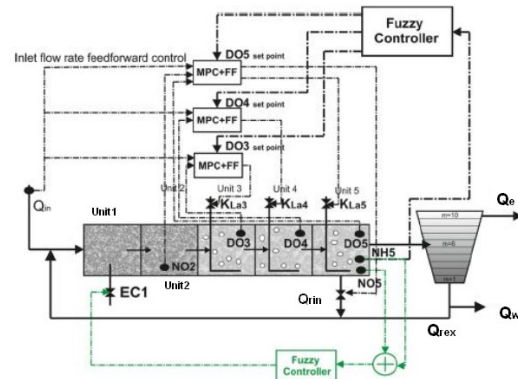 Fuzzy
Controller
Inlet flow rate feedforward control
DO5 set point
MPC+FF
DO4 set point
MPC+FF
DO3 set point
MPC+FF
Unit 2
Unit 3
Unit 4
Unit 5
KLa3
KLa4
KLa5
Qin
Unit1
DO3
DO4
DO5
NO2
NH5
NO5
Unit2
EC1
Qrin
m=10
m=6
m=1
Qe
Qw
Qrex
Fuzzy
Controller
+